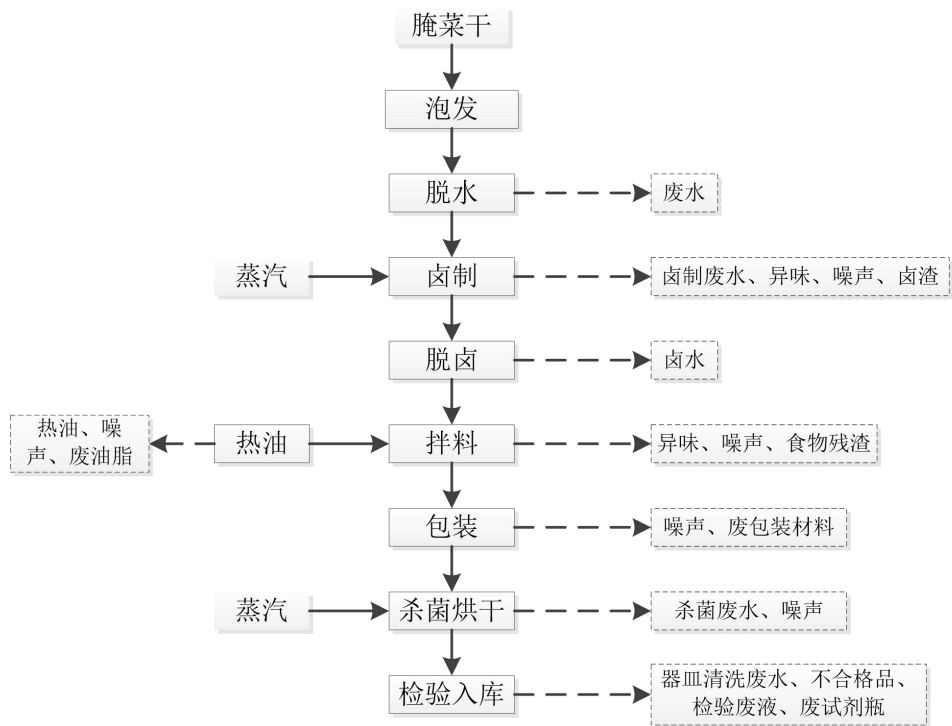 腌菜干
泡发
脱水
废水
蒸汽
卤制
卤制废水、异味、噪声、卤渣
脱卤
卤水
热油、噪
声、废油脂
热油
拌料
异味、噪声、食物残渣
包装
噪声、废包装材料
蒸汽
杀菌烘干
杀菌废水、噪声
检验入库
器皿清洗废水、不合格品、
检验废液、废试剂瓶